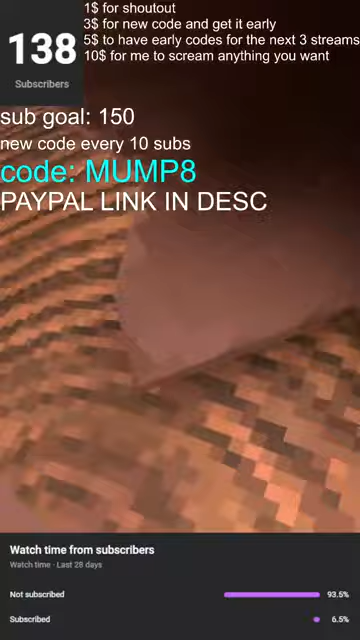 138
Subscribers
1$ for shoutout
3$ for new code and get it early
5$ to have early codes for the next 3 streams
10$ for me to scream anything you want
sub goal: 150
new code every 10 subs
code: MUMP8
PAYPAL LINK IN DESC
Watch time from subscribers
Watch time · Last 28 days
Not subscribed 93.5%
Subscribed 6.5%